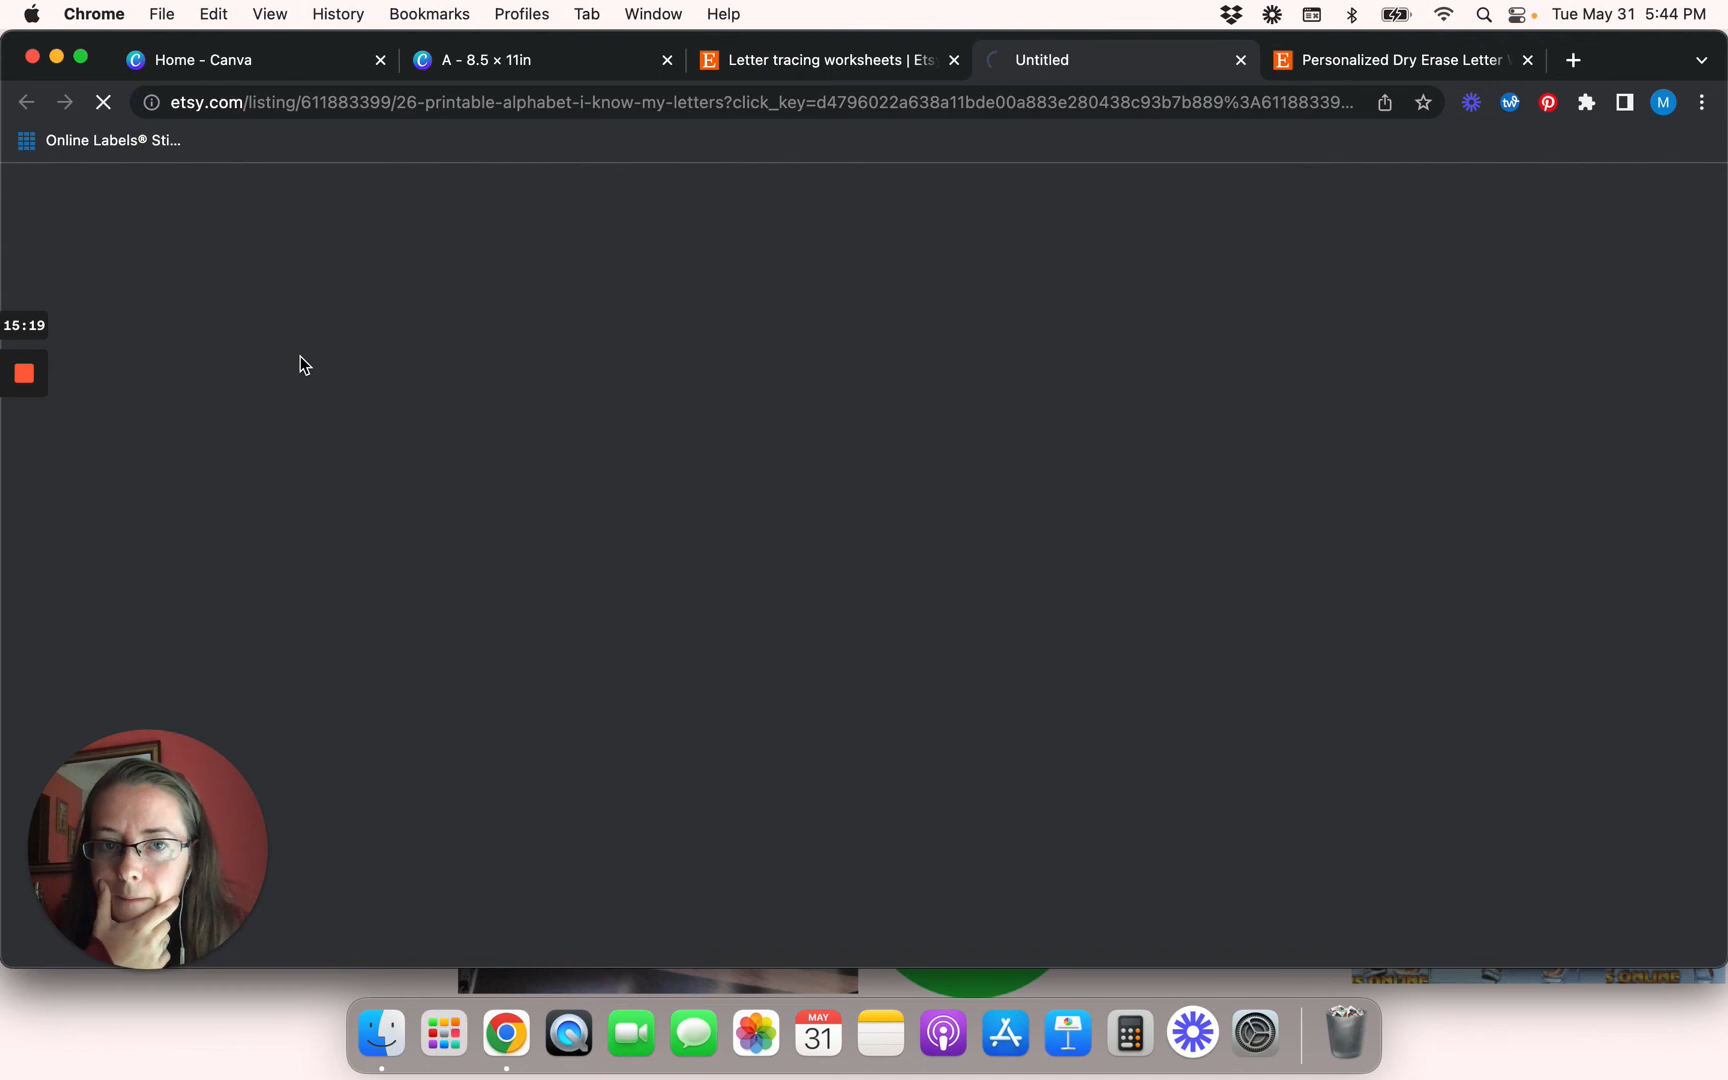 Chrome File Edit View History Bookmarks Profiles Tab Window Help Tue May 31 5:44 PM
Home - Canva A - 8.5 × 11in Letter tracing worksheets | Ets Untitled Personalized Dry Erase Letter
etsy.com/listing/611883399/26-printable-alphabet-i-know-my-letters?click_key=d4796022a638a11bde00a883e280438c93b7b889%3A61188339... M
Online Labels® Sti...
15:19
S ONLINE S ONLINE
MAY
31